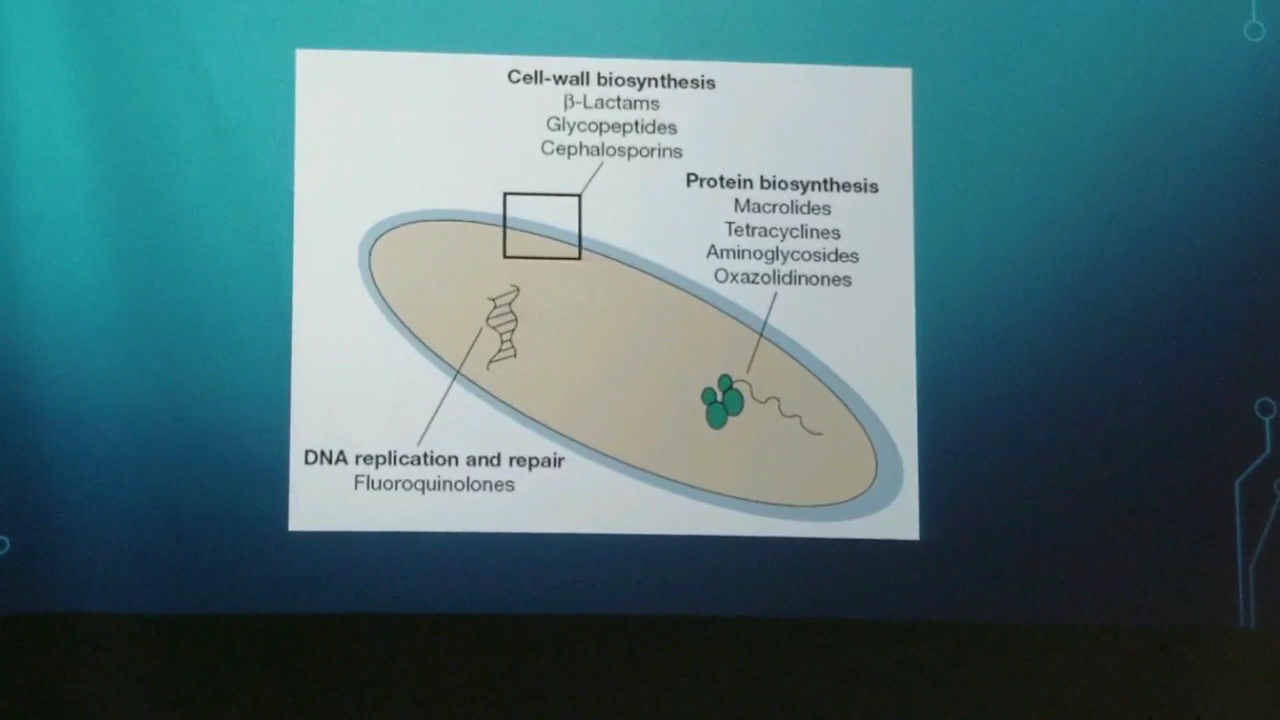 Cell-wall biosynthesis
β-Lactams
Glycopeptides
Cephalosporins
Protein biosynthesis
Macrolides
Tetracyclines
Aminoglycosides
Oxazolidinones
DNA replication and repair
Fluoroquinolones